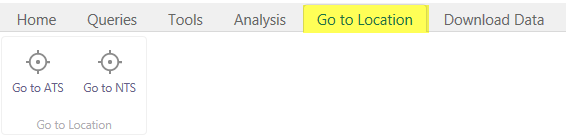 Home Queries Tools Analysis Go to Location Download Data
Go to ATS Go to NTS
Go to Location